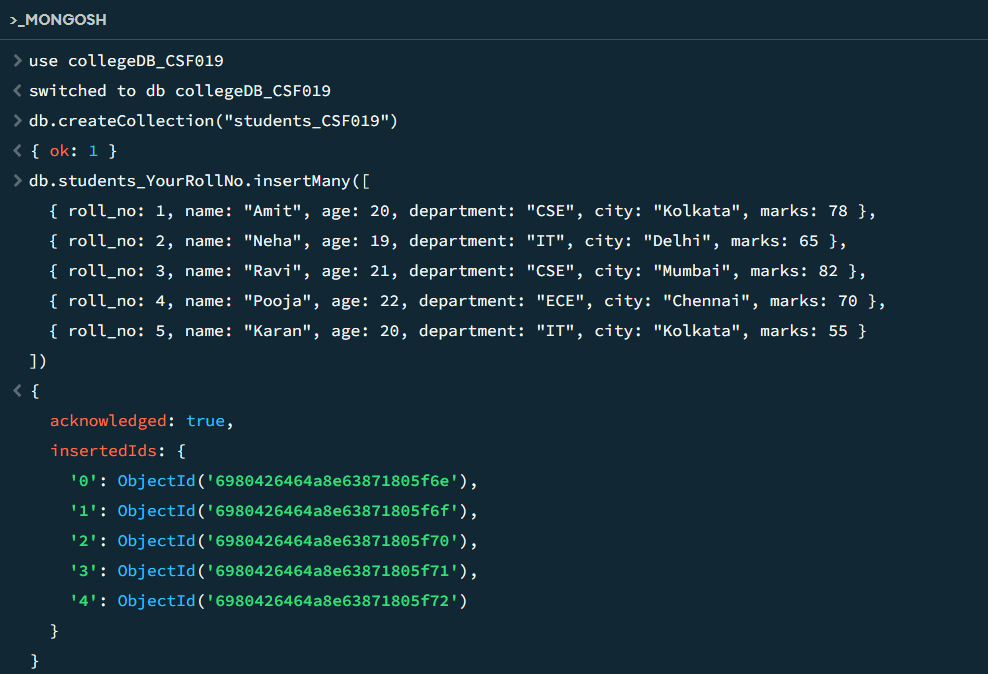 >_MONGOSH
> use collegeDB_CSF019
< switched to db collegeDB_CSF019
> db.createCollection("students_CSF019")
< { ok: 1 }
> db.students_YourRollNo.insertMany([
{ roll_no: 1, name: "Amit", age: 20, department: "CSE", city: "Kolkata", marks: 78 },
{ roll_no: 2, name: "Neha", age: 19, department: "IT", city: "Delhi", marks: 65 },
{ roll_no: 3, name: "Ravi", age: 21, department: "CSE", city: "Mumbai", marks: 82 },
{ roll_no: 4, name: "Pooja", age: 22, department: "ECE", city: "Chennai", marks: 70 },
{ roll_no: 5, name: "Karan", age: 20, department: "IT", city: "Kolkata", marks: 55 }
])
< {
acknowledged: true,
insertedIds: {
'0': ObjectId('6980426464a8e63871805f6e'),
'1': ObjectId('6980426464a8e63871805f6f'),
'2': ObjectId('6980426464a8e63871805f70'),
'3': ObjectId('6980426464a8e63871805f71'),
'4': ObjectId('6980426464a8e63871805f72')
}
}